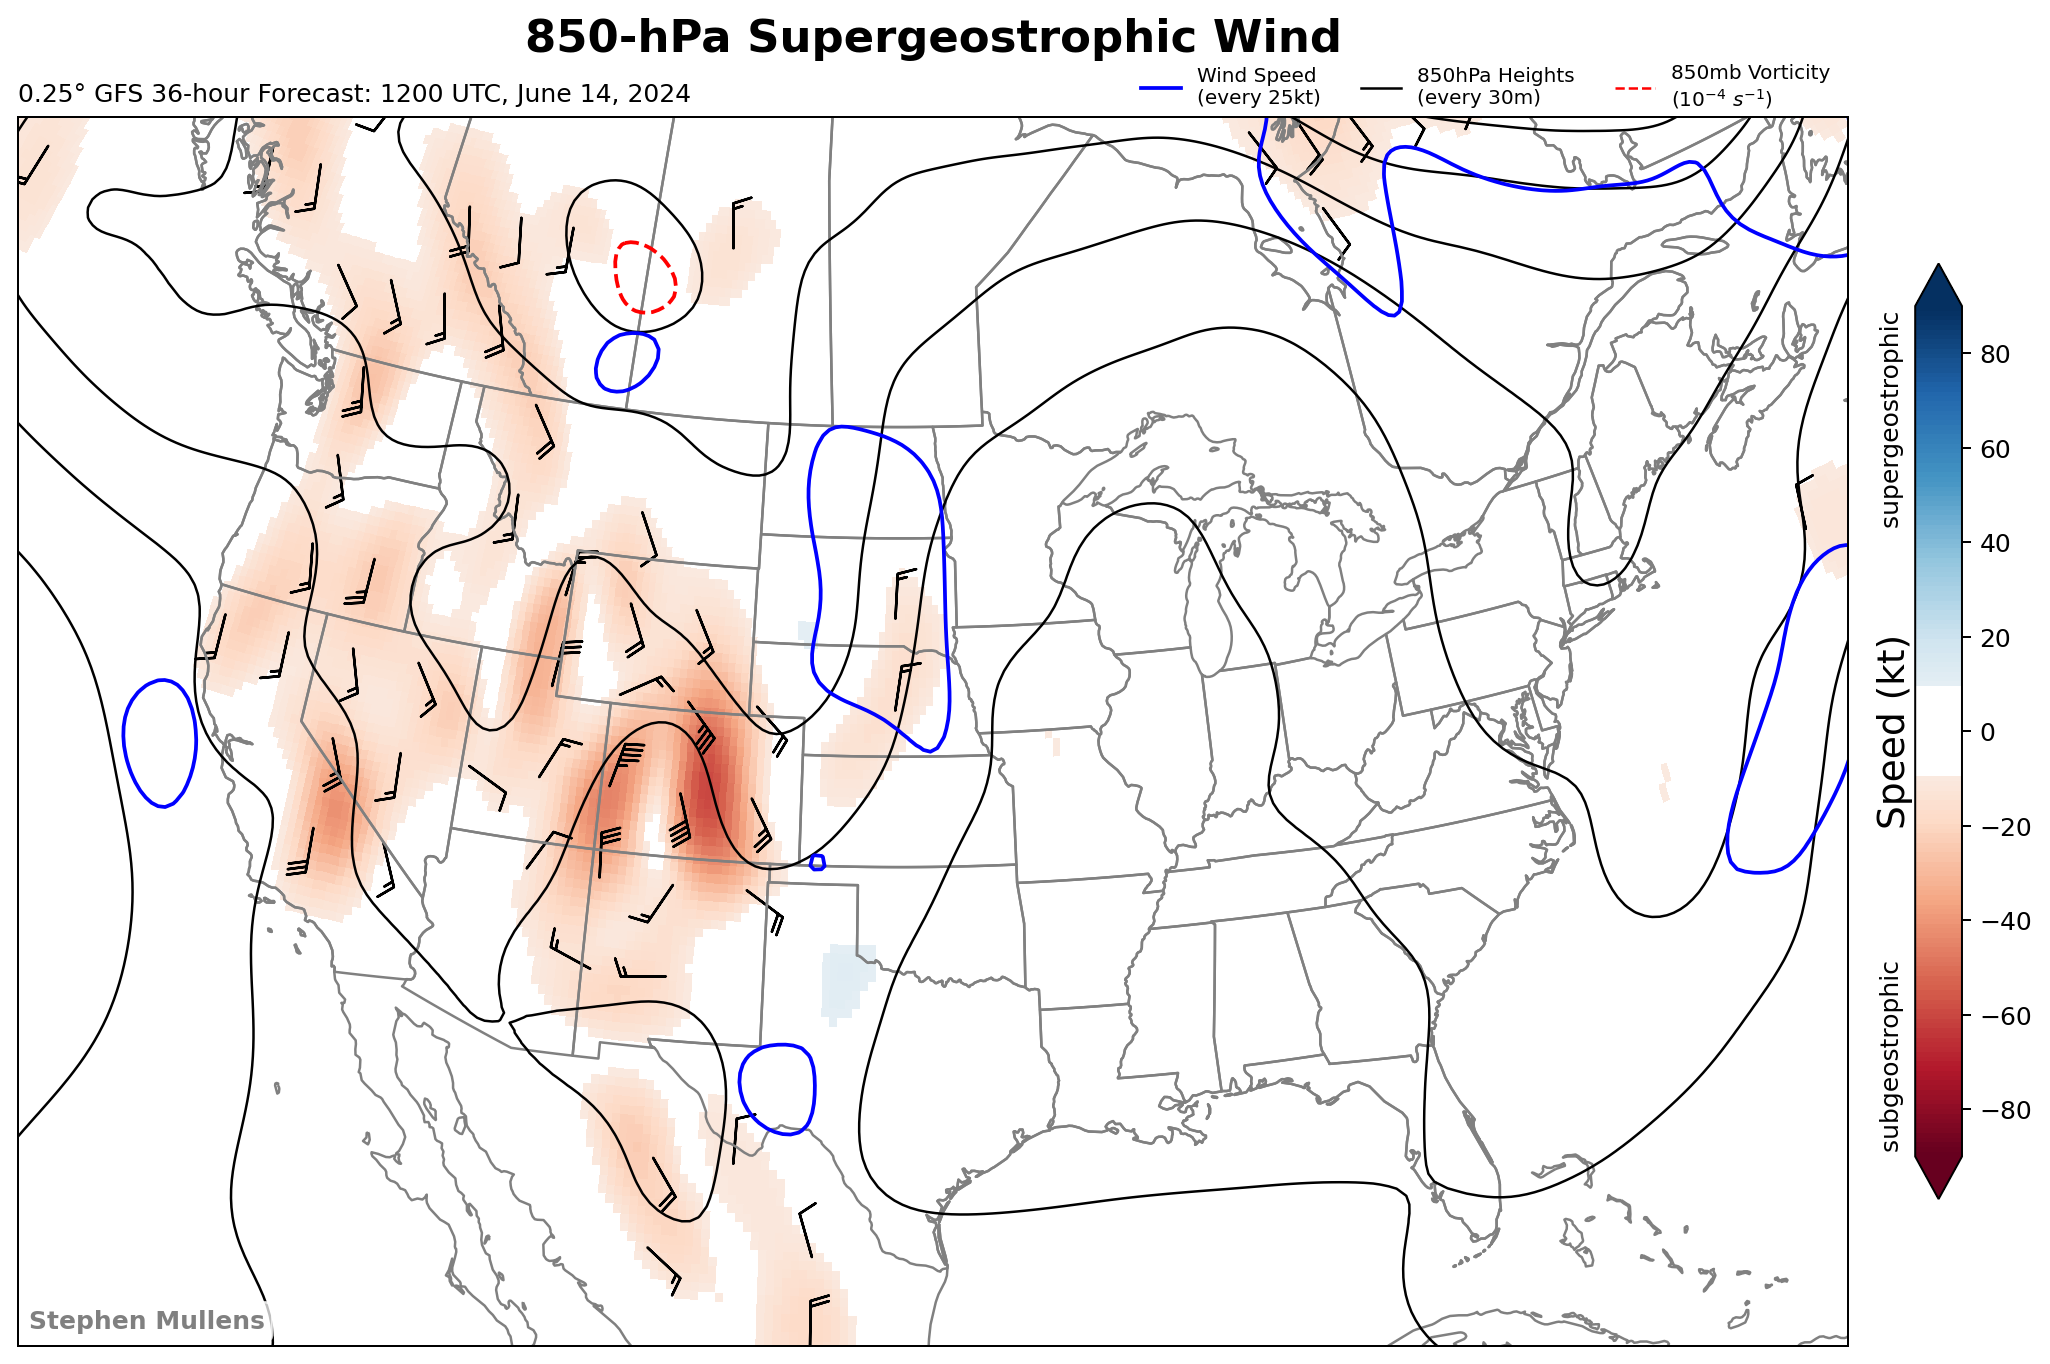 850-hPa Supergeostrophic Wind
0.25° GFS 36-hour Forecast: 1200 UTC, June 14, 2024
Wind Speed
(every 25kt)
850hPa Heights
(every 30m)
850mb Vorticity
(10⁻⁴ s⁻¹)
supergeostrophic
Speed (kt)
subgeostrophic
80
60
40
20
0
−20
−40
−60
−80
Stephen Mullens